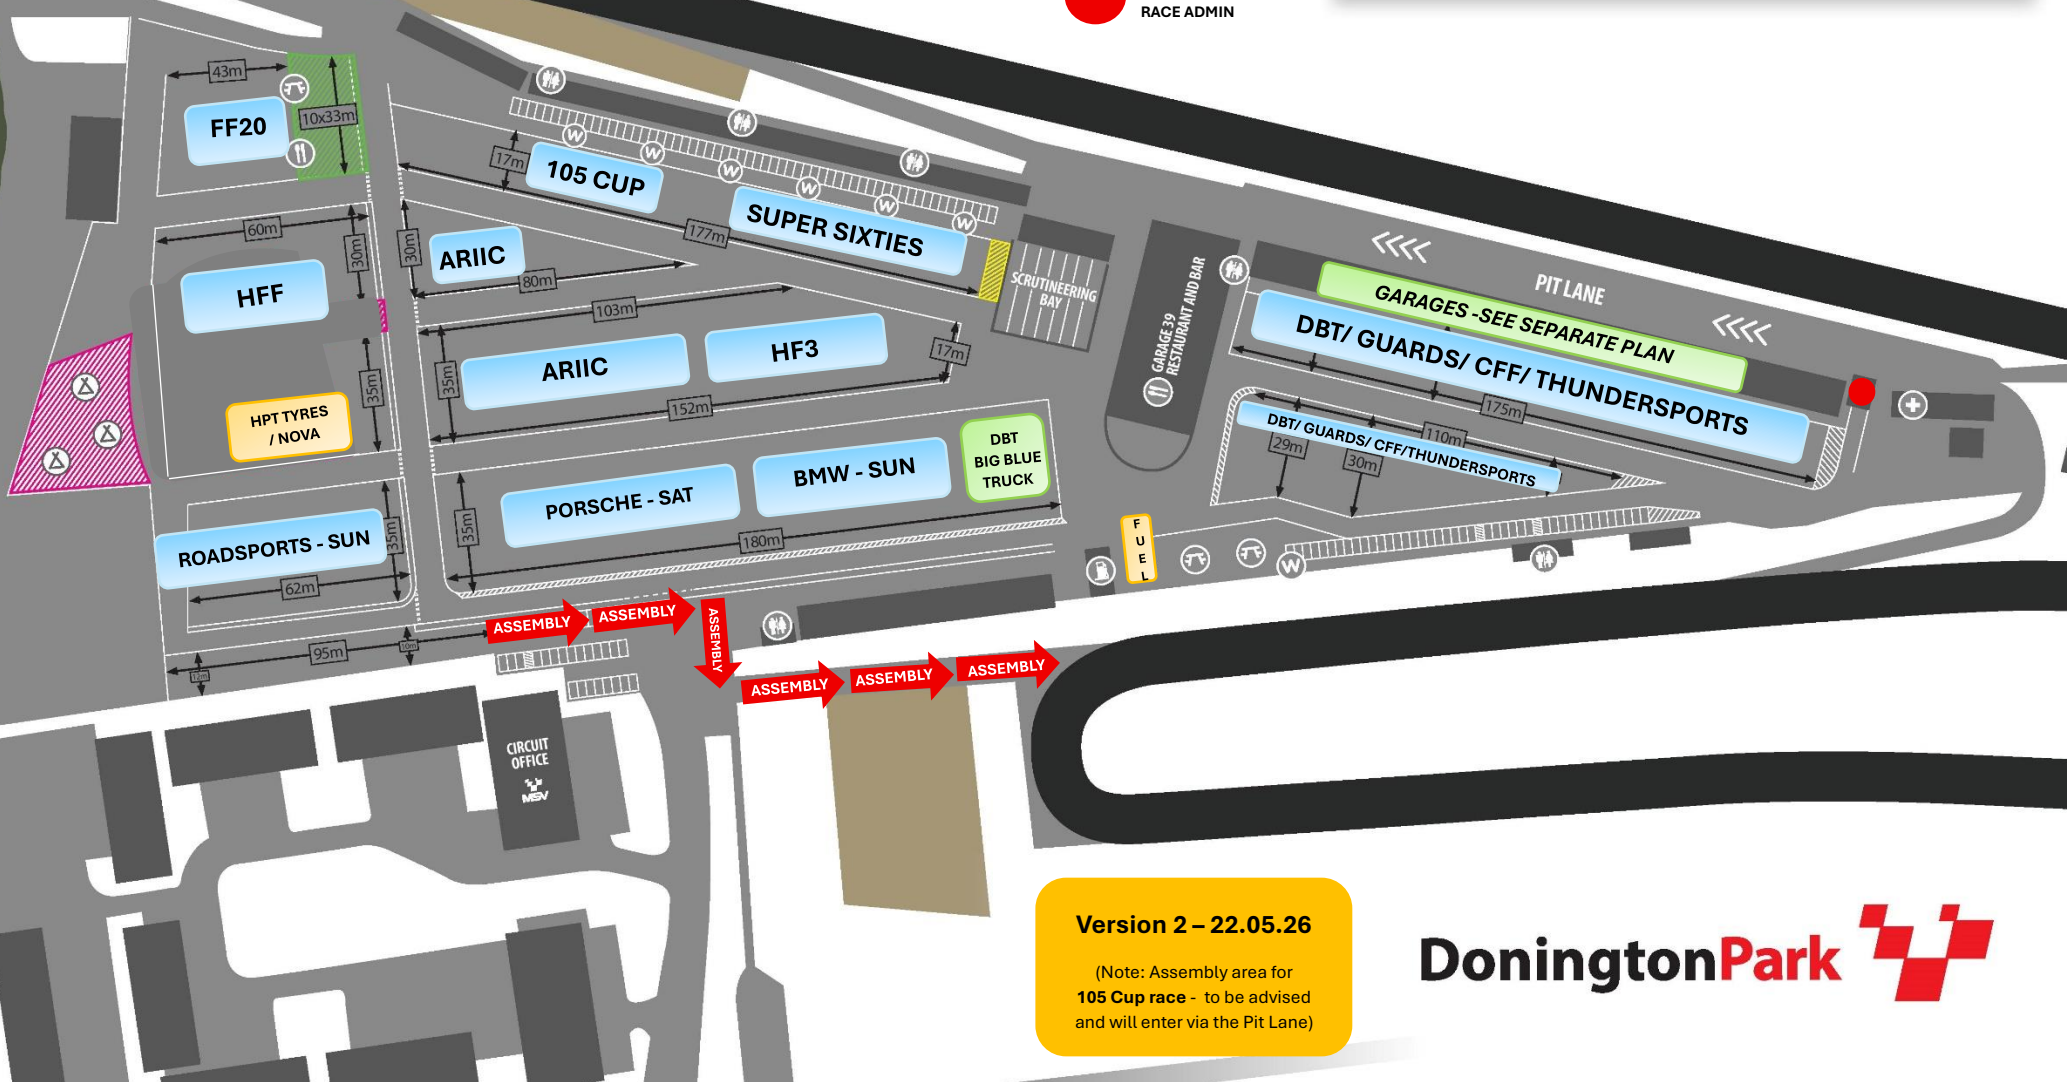 RACE ADMIN
43m
FF20
10x33m
17m
105 CUP
W
W
W
W
W
W
SUPER SIXTIES
177m
60m
30m
30m
ARIIC
80m
HFF
103m
SCRUTINEERING
BAY
GARAGE 39
RESTAURANT AND BAR
PIT LANE
GARAGES -SEE SEPARATE PLAN
DBT/ GUARDS/ CFF/ THUNDERSPORTS
175m
35m
35m
ARIIC
HF3
17m
152m
HPT TYRES
/ NOVA
DBT/ GUARDS/ CFF/THUNDERSPORTS
110m
29m
30m
DBT
BIG BLUE
TRUCK
PORSCHE - SAT
BMW - SUN
35m
180m
ROADSPORTS - SUN
35m
62m
FUEL
W
ASSEMBLY
ASSEMBLY
ASSEMBLY
ASSEMBLY
ASSEMBLY
ASSEMBLY
95m
10m
12m
CIRCUIT
OFFICE
MSV
Version 2 – 22.05.26
(Note: Assembly area for
105 Cup race - to be advised
and will enter via the Pit Lane)
DoningtonPark